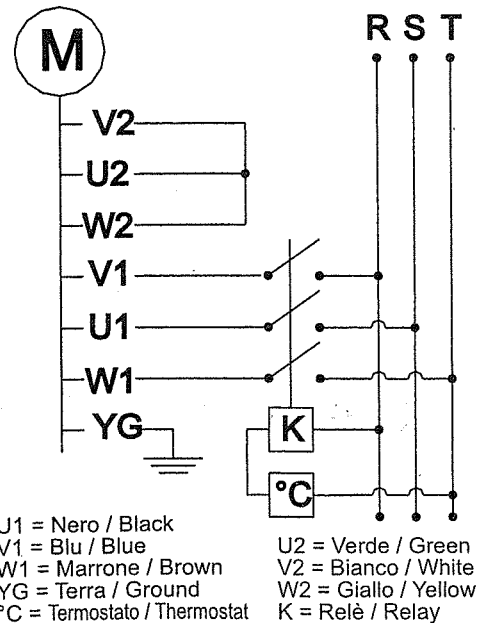 M
R S T
V2
U2
W2
V1
U1
W1
YG
K
°C
U1 = Nero / Black
V1 = Blu / Blue
W1 = Marrone / Brown
YG = Terra / Ground
°C = Termostato / Thermostat
U2 = Verde / Green
V2 = Bianco / White
W2 = Giallo / Yellow
K = Relè / Relay